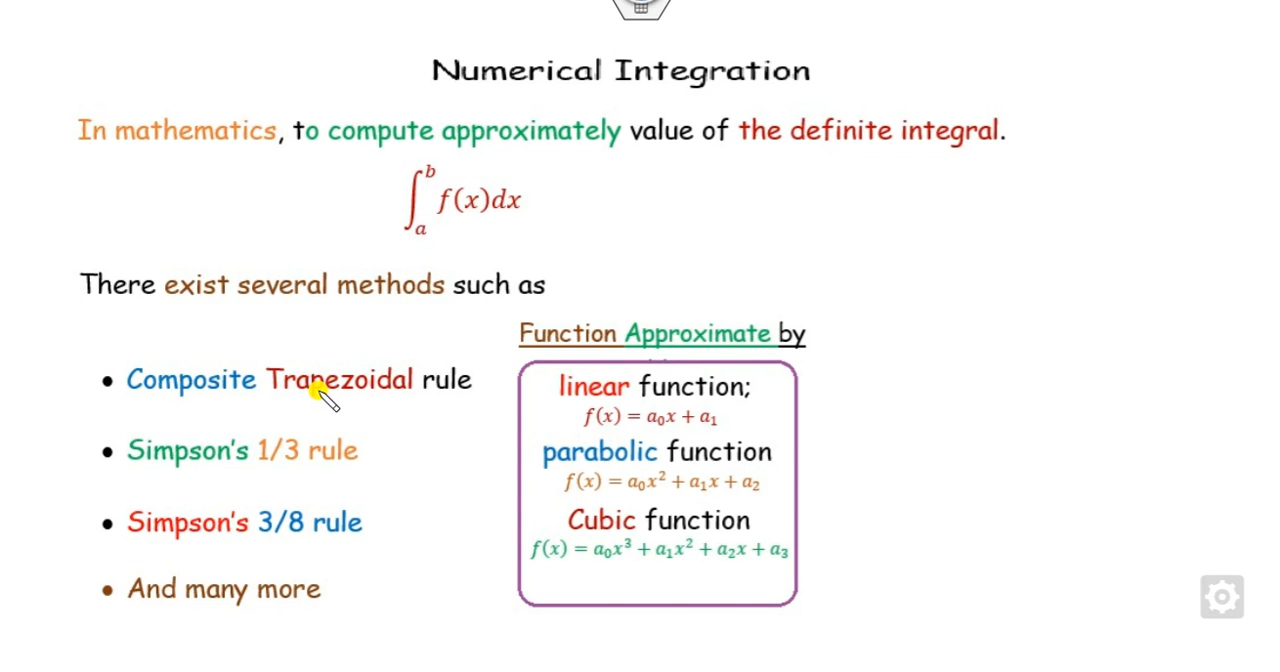 Numerical Integration
In mathematics, to compute approximately value of the definite integral.
∫ₐᵇ f(x)dx
There exist several methods such as
Function Approximate by
• Composite Trapezoidal rule
linear function;
f(x) = a₀x + a₁
• Simpson's 1/3 rule
parabolic function
f(x) = a₀x² + a₁x + a₂
• Simpson's 3/8 rule
Cubic function
f(x) = a₀x³ + a₁x² + a₂x + a₃
• And many more